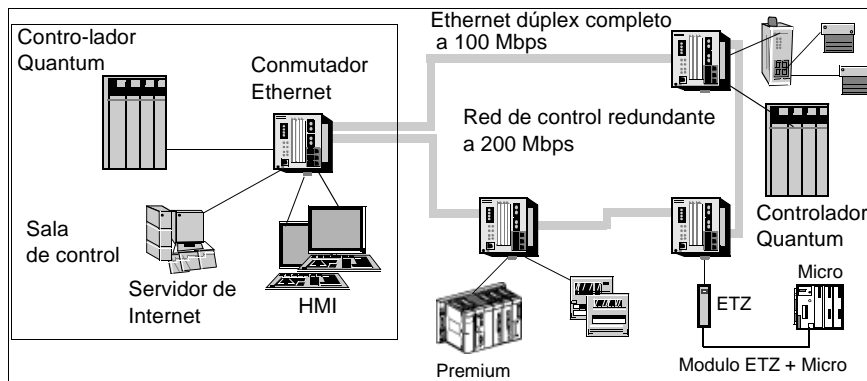 Contro-lador
Quantum
Conmutador
Ethernet
Ethernet dúplex completo
a 100 Mbps
Red de control redundante
a 200 Mbps
Sala
de control
Servidor de
Internet
HMI
Controlador
Quantum
Premium
ETZ
Micro
Modulo ETZ + Micro